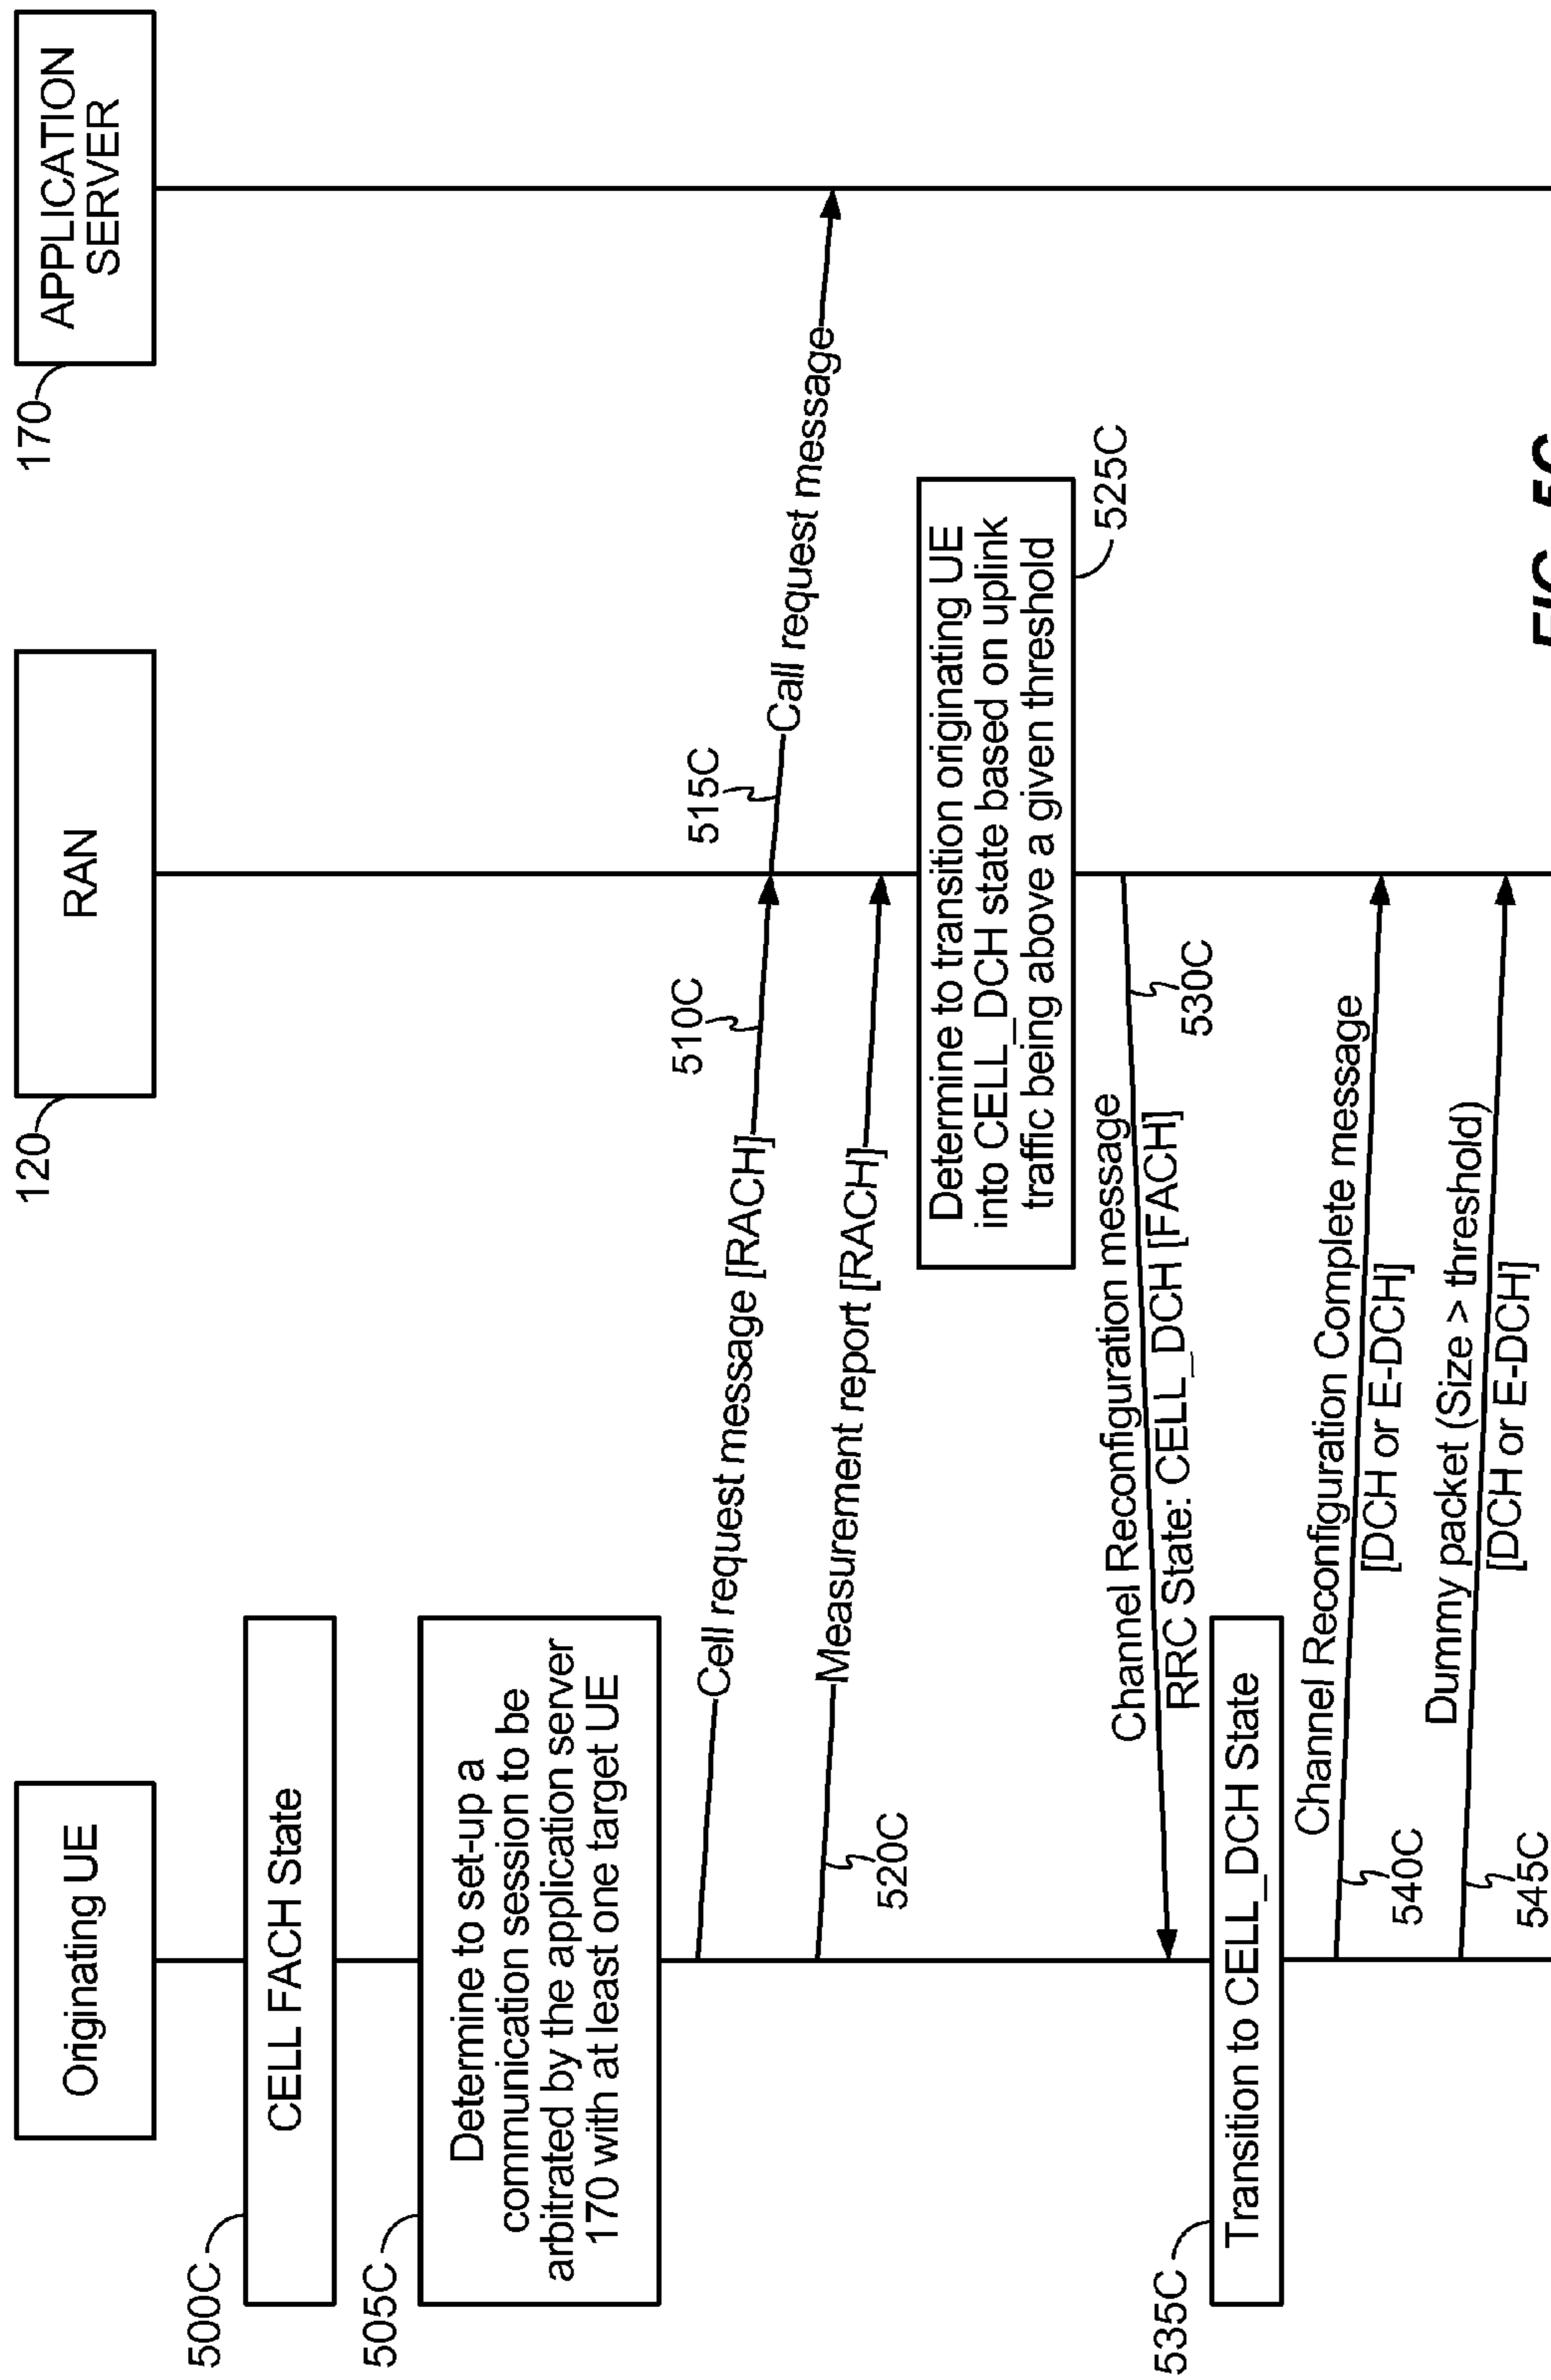 Originating UE
120
RAN
170
APPLICATION
SERVER
500C
CELL FACH State
505C
Determine to set-up a
communication session to be
arbitrated by the application server
170 with at least one target UE
Cell request message [RACH]
510C
515C
Call request message
Measurement report [RACH]
520C
Determine to transition originating UE
into CELL_DCH state based on uplink
traffic being above a given threshold
525C
Channel Reconfiguration message
RRC State: CELL_DCH [FACH]
530C
535C
Transition to CELL_DCH State
Channel Reconfiguration Complete message
[DCH or E-DCH]
540C
Dummy packet (Size > threshold)
[DCH or E-DCH]
545C
FIG. 5C